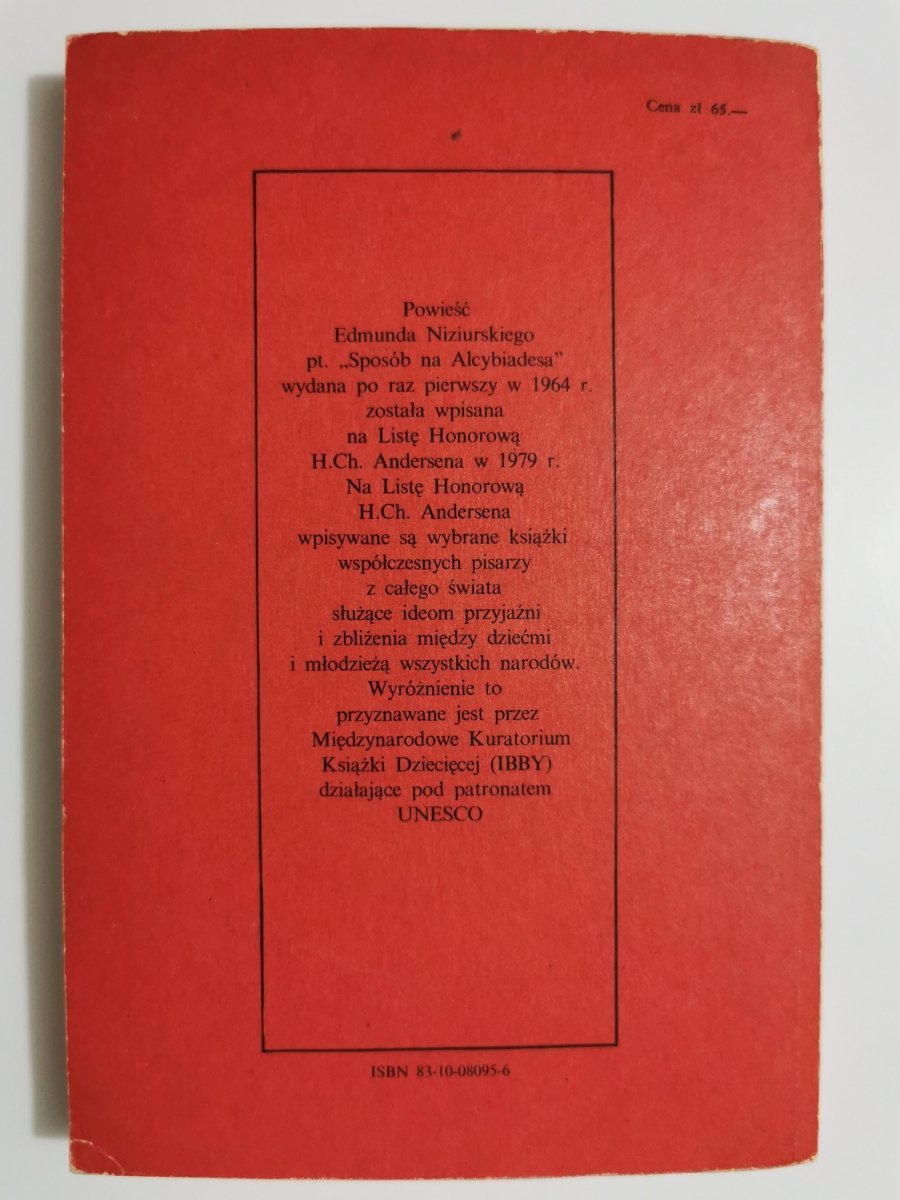 Cena zł 65.—
Powieść
Edmunda Niziurskiego
pt. „Sposób na Alcybiadesa”
wydana po raz pierwszy w 1964 r.
została wpisana
na Listę Honorową
H.Ch. Andersena w 1979 r.
Na Listę Honorową
H.Ch. Andersena
wpisywane są wybrane książki
współczesnych pisarzy
z całego świata
służące ideom przyjaźni
i zbliżenia między dziećmi
i młodzieżą wszystkich narodów.
Wyróżnienie to
przyznawane jest przez
Międzynarodowe Kuratorium
Książki Dziecięcej (IBBY)
działające pod patronatem
UNESCO
ISBN 83-10-08095-6